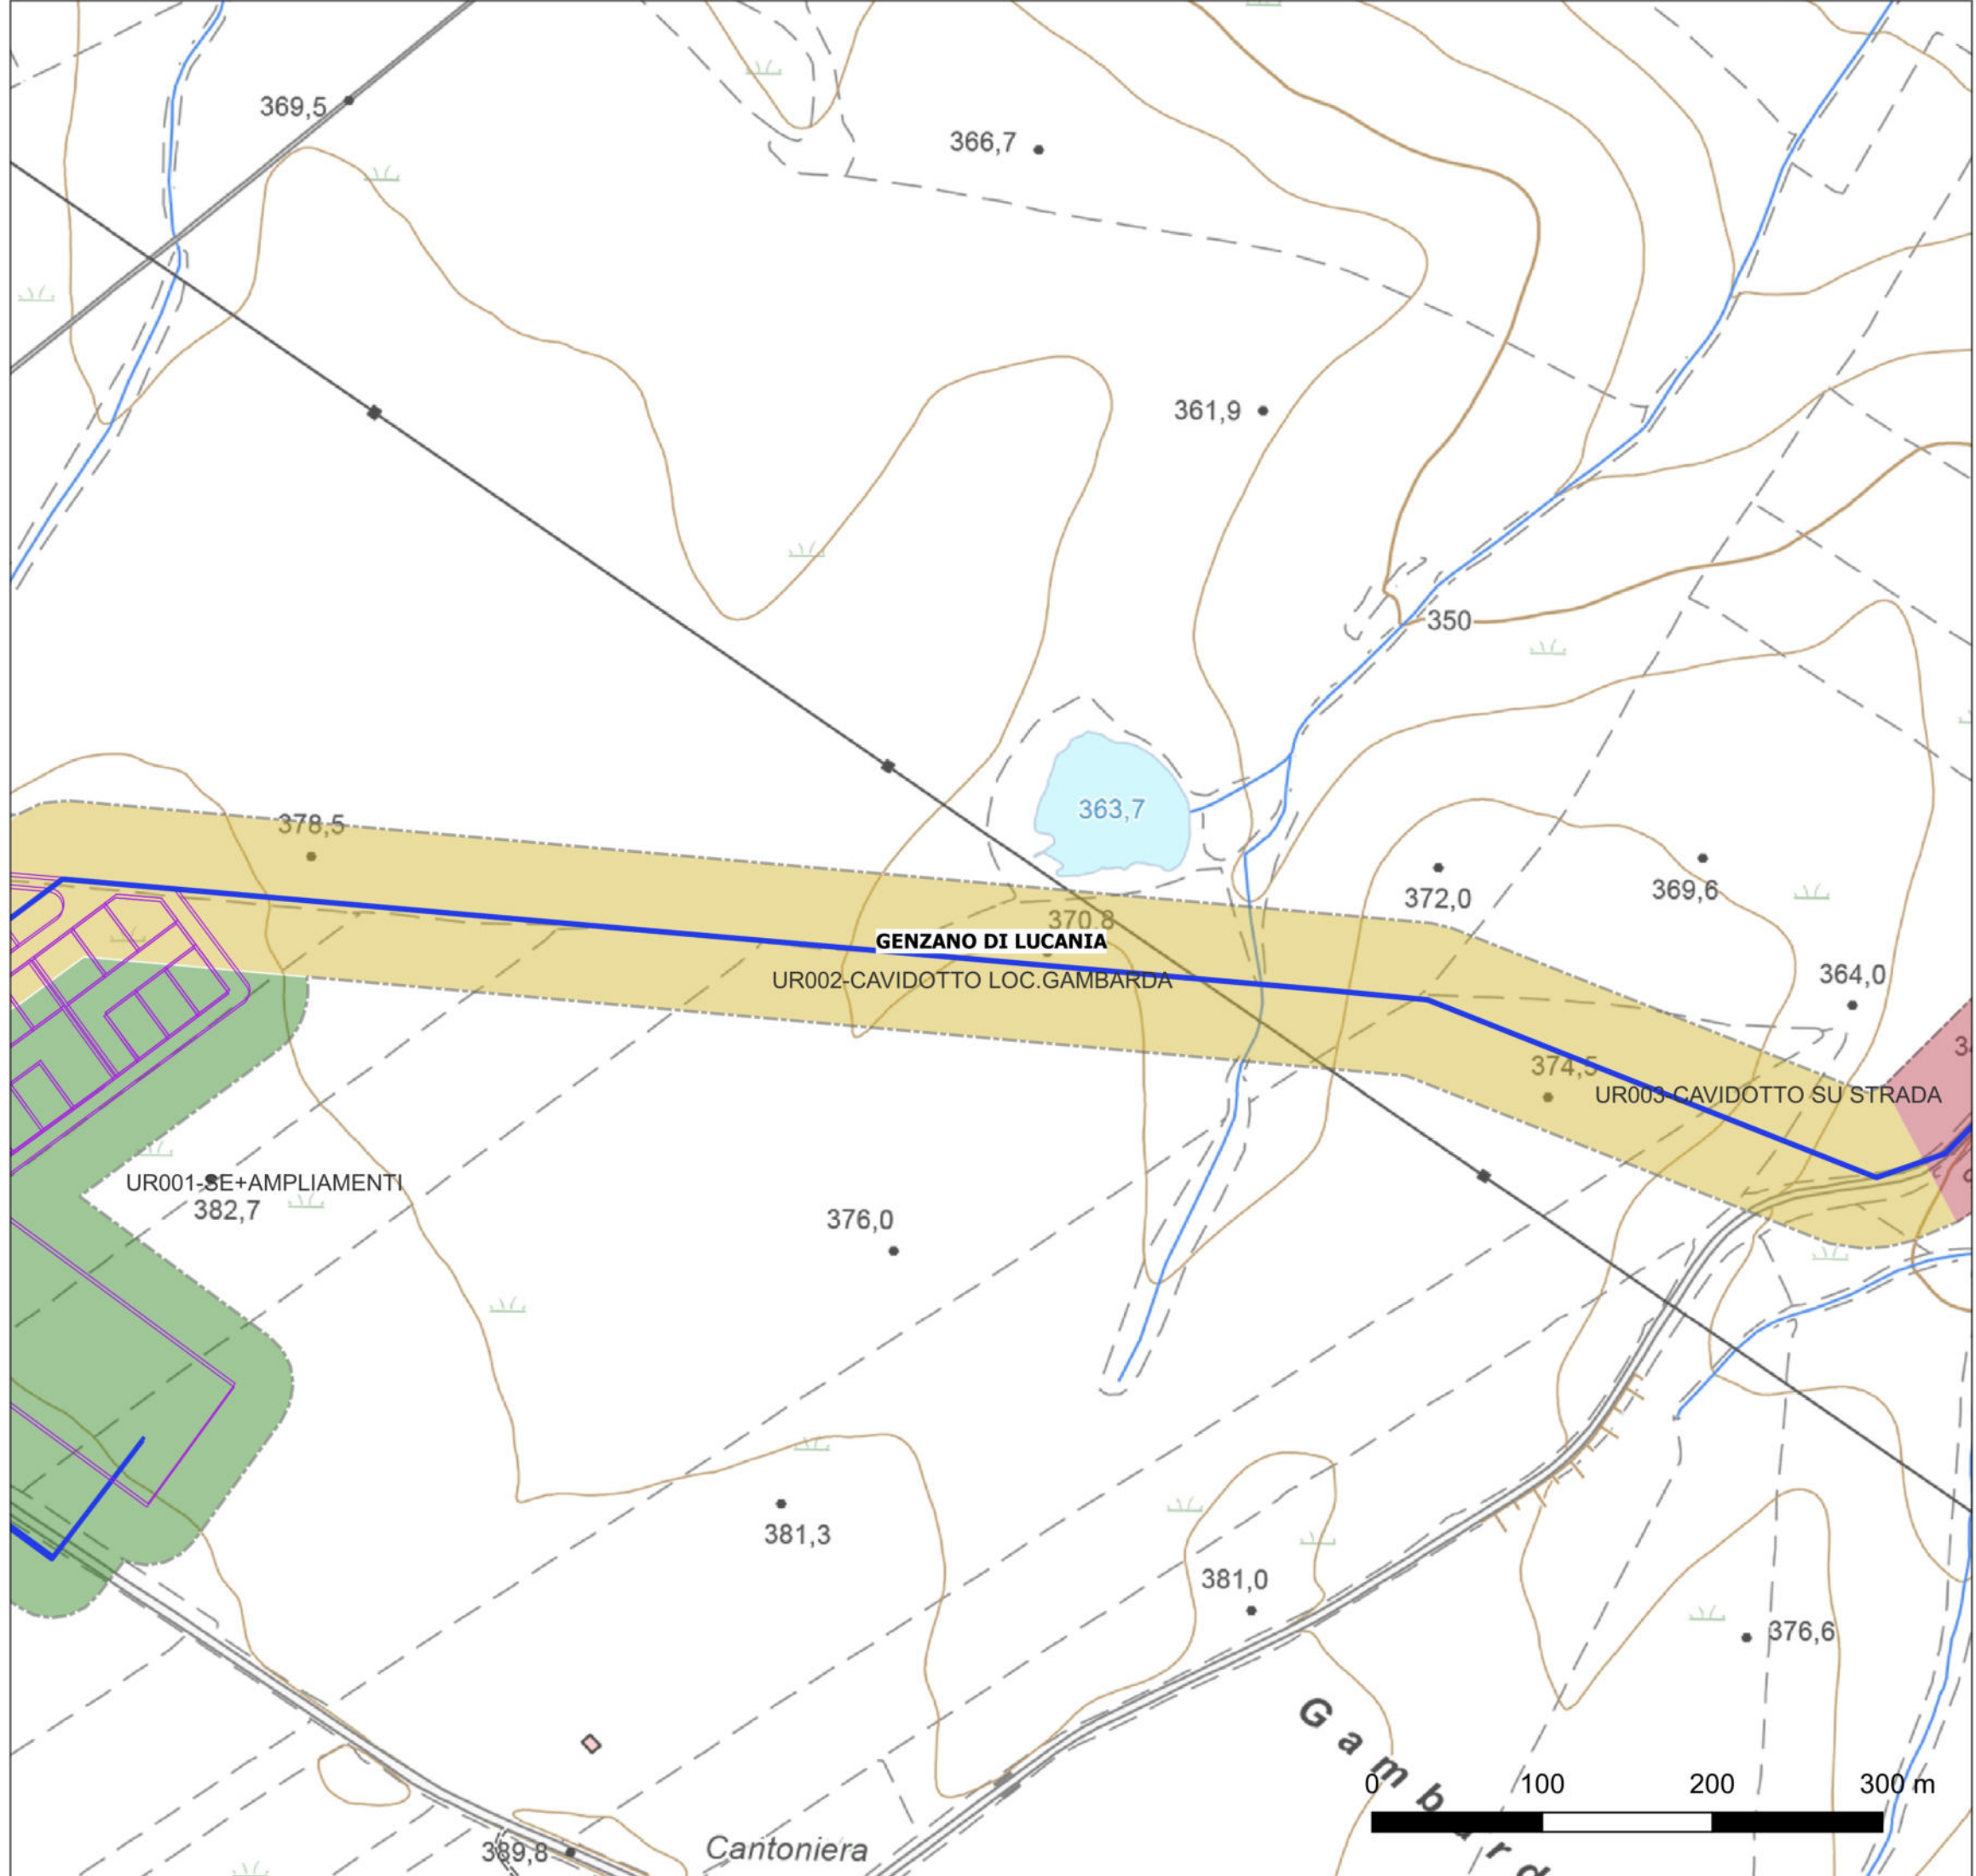 369,5
366,7
361,9
350
363,7
378,5
372,0
369,6
370,8
GENZANO DI LUCANIA
UR002-CAVIDOTTO LOC.GAMBARDA
364,0
374,5
UR003-CAVIDOTTO SU STRADA
UR001-SE+AMPLIAMENTI
382,7
376,0
381,3
381,0
376,6
Gambard
0 100 200 300 m
389,8
Cantoniera